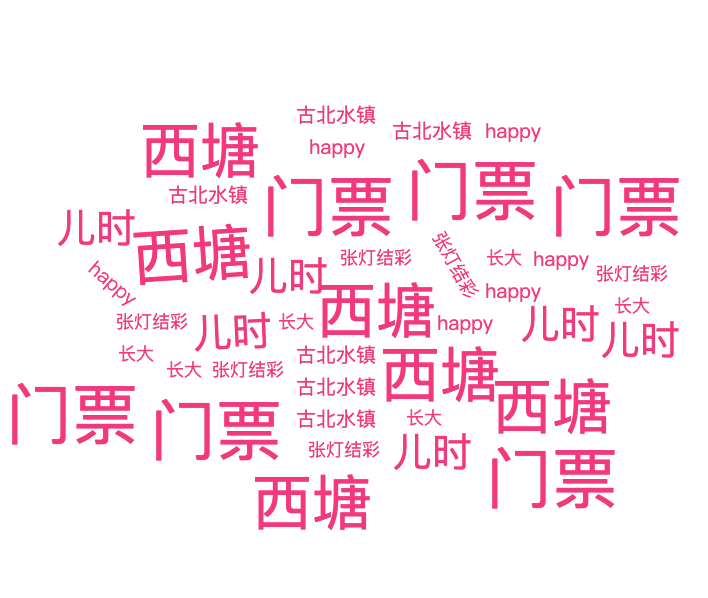 古北水镇
西塘
古北水镇 happy
happy
古北水镇
门票
门票
门票
儿时
西塘
儿时
张灯结彩
张灯结彩
长大
happy
张灯结彩
happy
happy
西塘
长大
张灯结彩
儿时
长大
happy
儿时
儿时
长大
古北水镇
长大
张灯结彩
西塘
古北水镇
西塘
门票
门票
古北水镇
长大
张灯结彩
儿时
门票
西塘